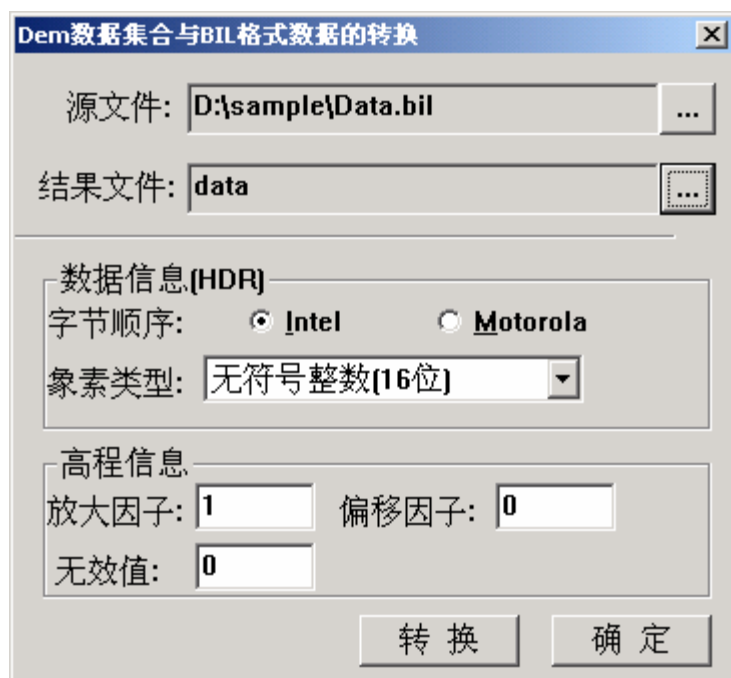 Dem数据集合与BIL格式数据的转换
源文件: D:\sample\Data.bil ...
结果文件: data ...
数据信息(HDR)
字节顺序: Intel Motorola
象素类型: 无符号整数(16位)
高程信息
放大因子: 1 偏移因子: 0
无效值: 0
转 换 确 定